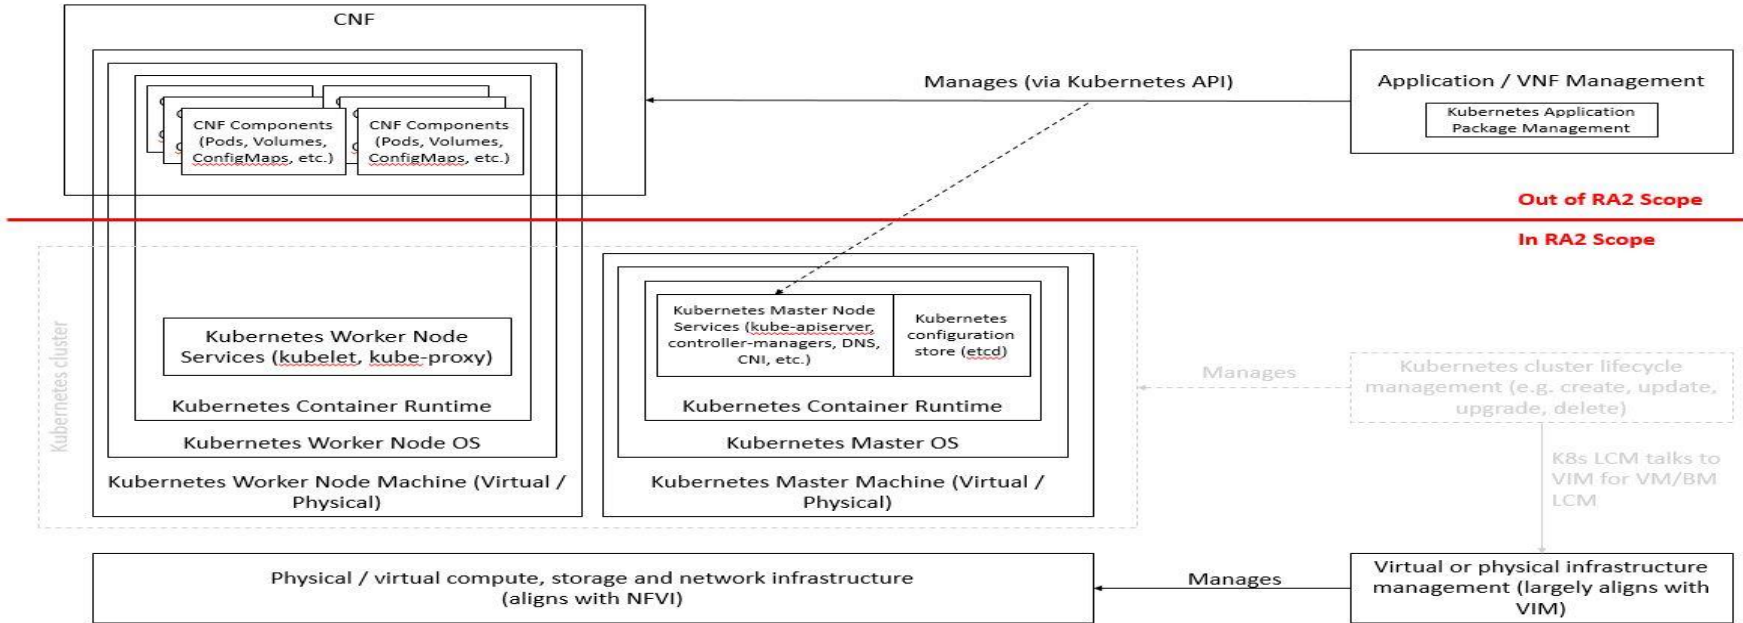 CNF
CNF Components
(Pods, Volumes,
ConfigMaps, etc.)
CNF Components
(Pods, Volumes,
ConfigMaps, etc.)
Manages (via Kubernetes API)
Application / VNF Management
Kubernetes Application
Package Management
Out of RA2 Scope
In RA2 Scope
Kubernetes cluster
Kubernetes Worker Node
Services (kubelet, kube-proxy)
Kubernetes Container Runtime
Kubernetes Worker Node OS
Kubernetes Worker Node Machine (Virtual /
Physical)
Kubernetes Master Node
Services (kube-apiserver,
controller-managers, DNS,
CNI, etc.)
Kubernetes
configuration
store (etcd)
Kubernetes Container Runtime
Kubernetes Master OS
Kubernetes Master Machine (Virtual /
Physical)
Manages
Kubernetes cluster lifecycle
management (e.g. create, update,
upgrade, delete)
K8s LCM talks to
VIM for VM/BM
LCM
Physical / virtual compute, storage and network infrastructure
(aligns with NFVI)
Manages
Virtual or physical infrastructure
management (largely aligns with
VIM)